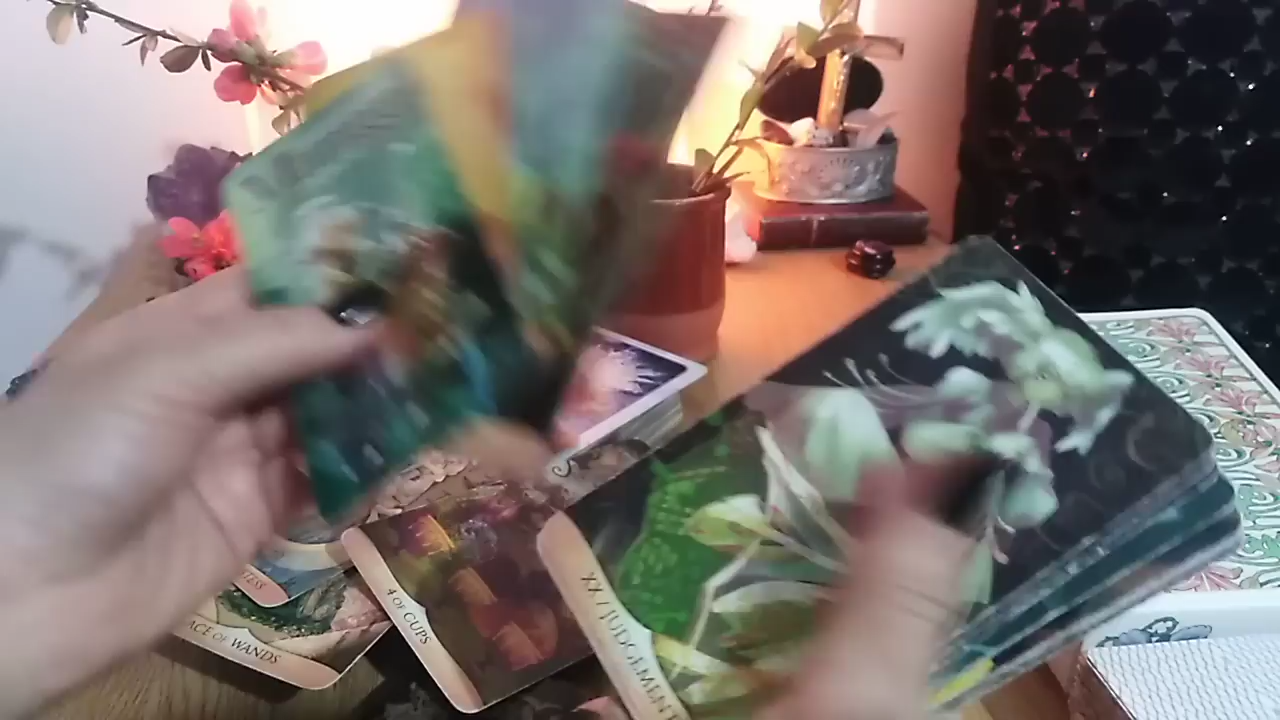 ACE OF WANDS
4 OF CUPS
XX / JUDGEMENT